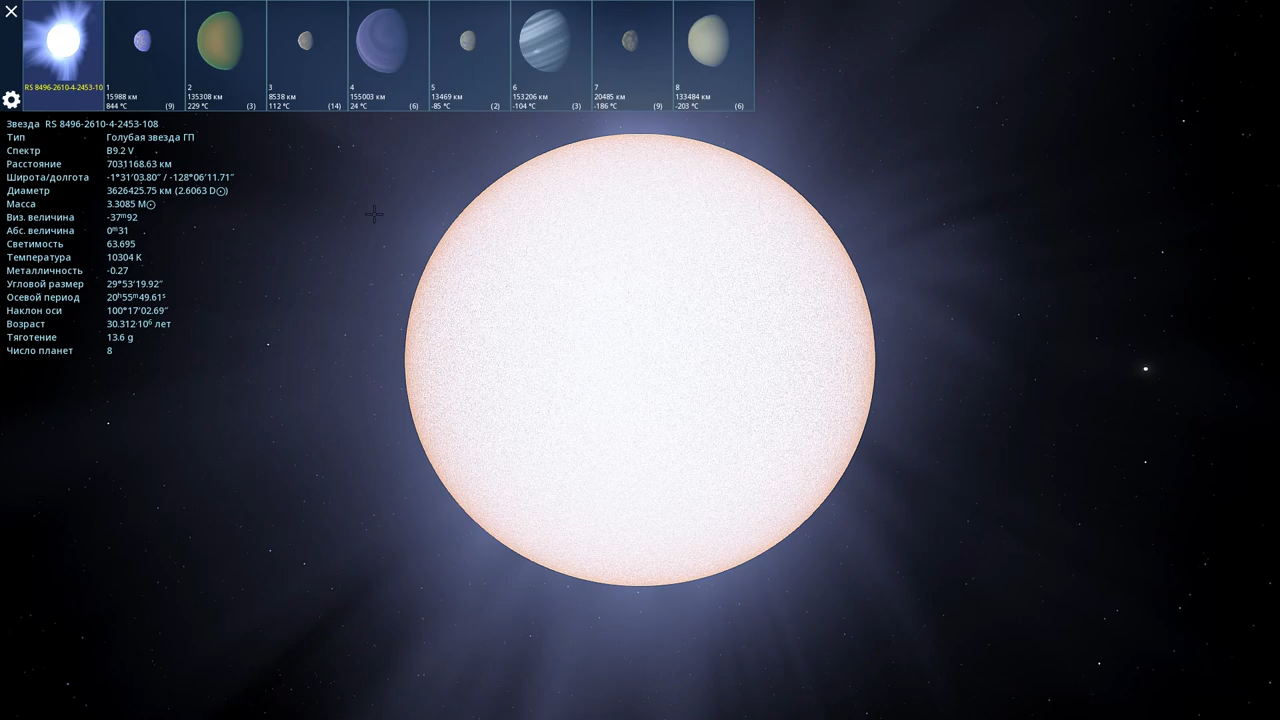 RS 8496-2610-4-2453-10
1
15988 км
844 °C (9)
2
135308 км
229 °C (3)
3
8538 км
112 °C (14)
4
155003 км
24 °C (6)
5
13469 км
-85 °C (2)
6
153206 км
-104 °C (3)
7
20485 км
-186 °C (9)
8
133484 км
-203 °C (6)
Звезда RS 8496-2610-4-2453-108
Тип Голубая звезда ГП
Спектр B9.2 V
Расстояние 7031168.63 км
Широта/долгота -1°31′03.80″ / -128°06′11.71″
Диаметр 3626425.75 км (2.6063 D☉)
Масса 3.3085 M☉
Виз. величина -37ᵐ92
Абс. величина 0ᵐ31
Светимость 63.695
Температура 10304 K
Металличность -0.27
Угловой размер 29°53′19.92″
Осевой период 20ʰ55ᵐ49.61ˢ
Наклон оси 100°17′02.69″
Возраст 30.312·10⁶ лет
Тяготение 13.6 g
Число планет 8